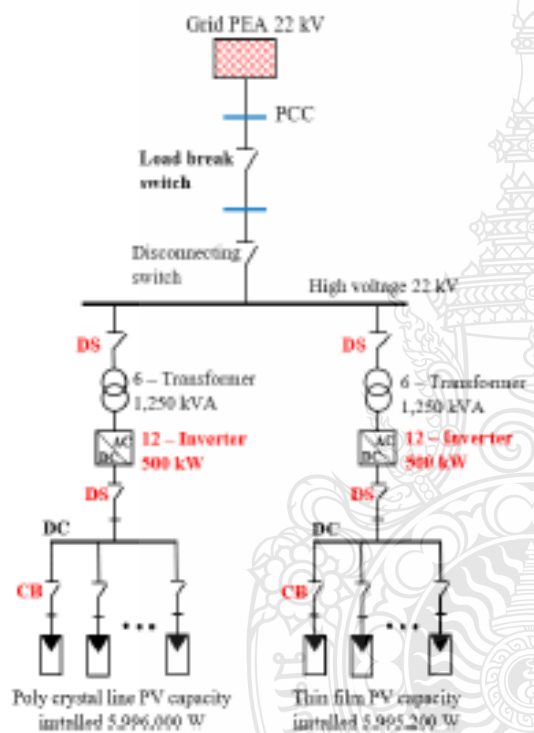 Grid PEA 22 kV
PCC
Load break
switch
Disconnecting
switch
High voltage 22 kV
DS
DS
6 – Transformer
1,250 kVA
6 – Transformer
1,250 kVA
AC
DC
12 – Inverter
500 kW
AC
DC
12 – Inverter
500 kW
DS
DS
DC
DC
CB
CB
Poly crystal line PV capacity
installed 5,996,000 W
Thin film PV capacity
installed 5,995,200 W